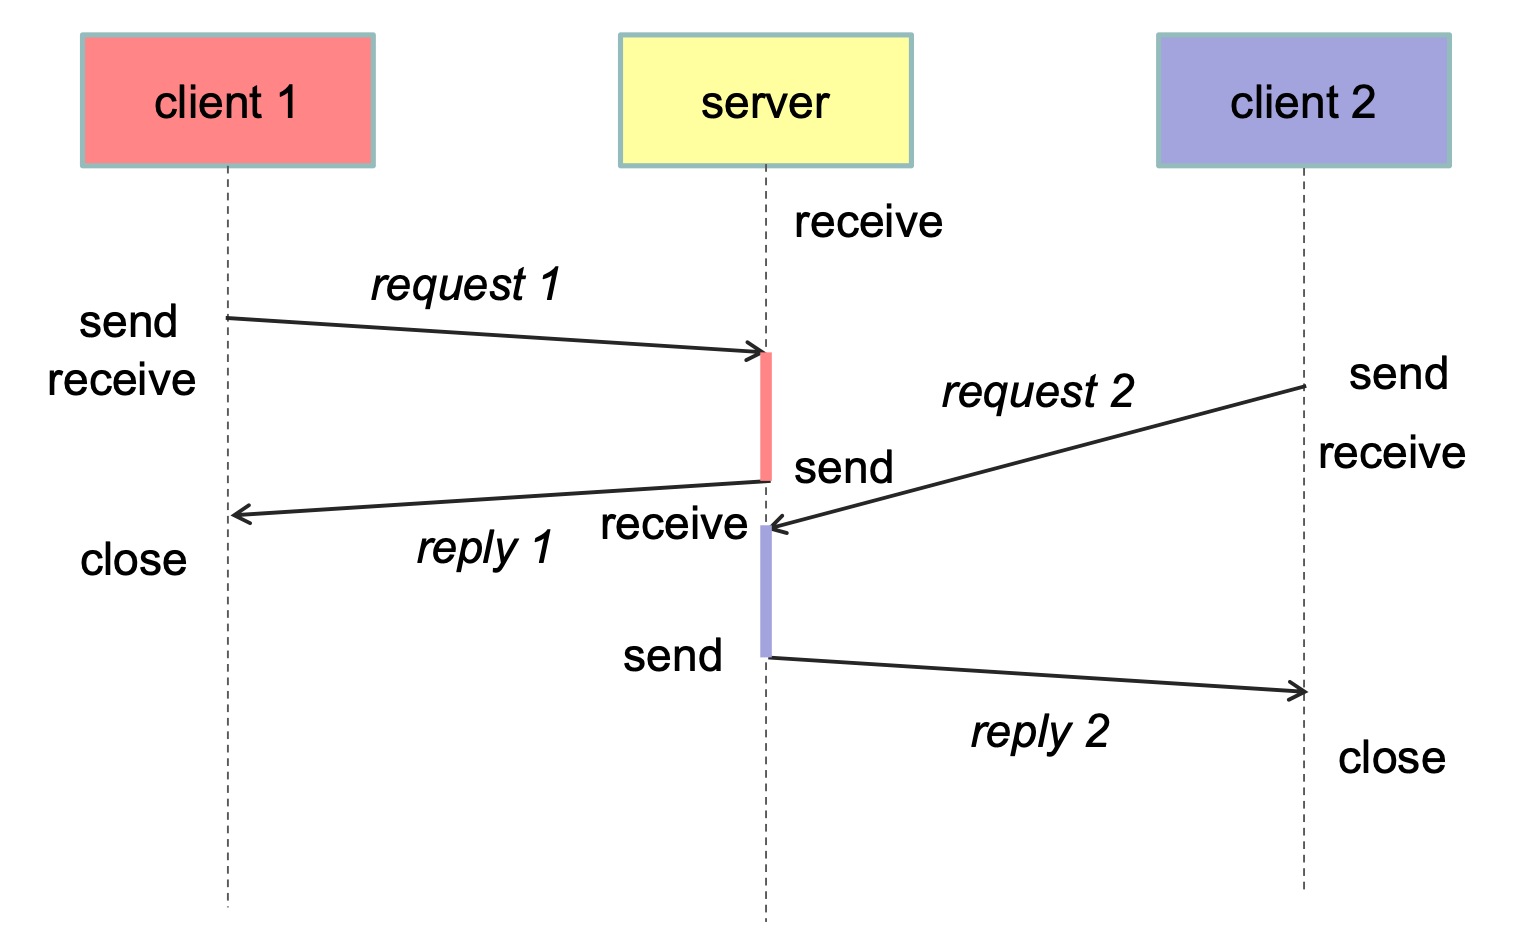 client 1
server
client 2
receive
request 1
send
receive
request 2
send
receive
send
receive
reply 1
close
send
reply 2
close